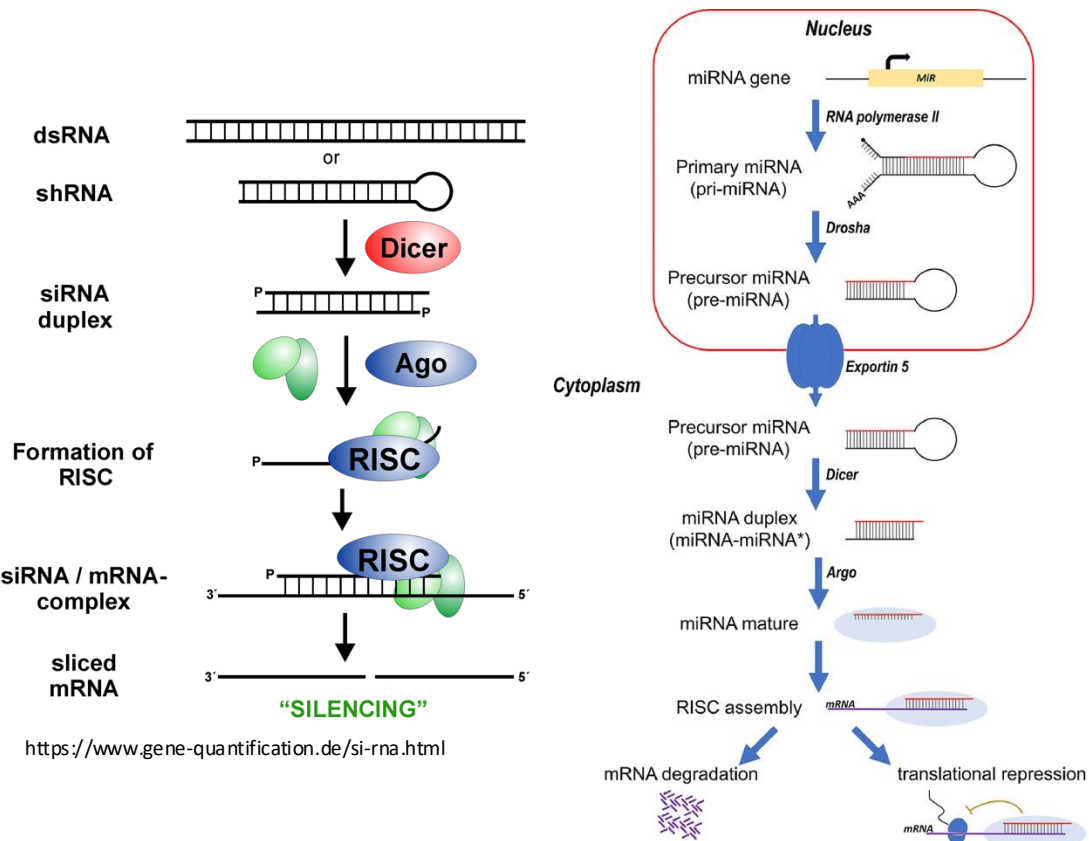 dsRNA
or
shRNA
Dicer
siRNA
duplex
P
P
Ago
Formation of
RISC
P
RISC
RISC
P
siRNA / mRNA-
complex
3´
5´
sliced
mRNA
3´
5´
“SILENCING”
https://www.gene-quantification.de/si-rna.html
Nucleus
miRNA gene
MiR
RNA polymerase II
Primary miRNA
(pri-miRNA)
AAA
Drosha
Precursor miRNA
(pre-miRNA)
Exportin 5
Cytoplasm
Precursor miRNA
(pre-miRNA)
Dicer
miRNA duplex
(miRNA-miRNA*)
Argo
miRNA mature
RISC assembly
mRNA
mRNA degradation
translational repression
mRNA